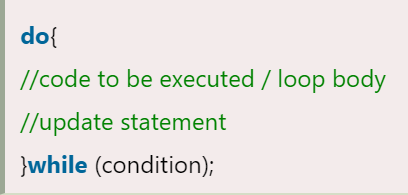 do{
//code to be executed / loop body
//update statement
}while (condition);